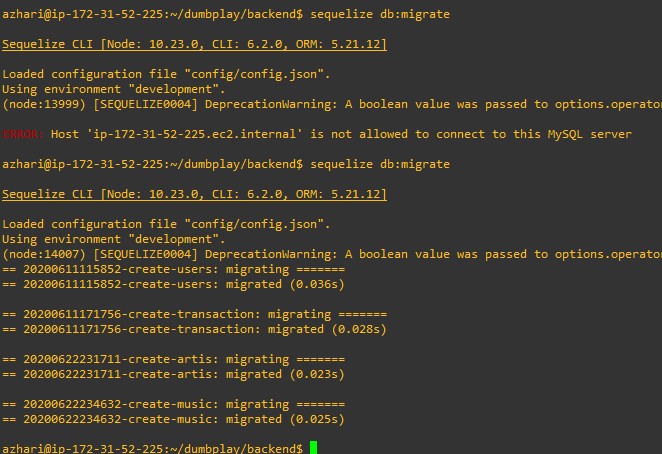 azhari@ip-172-31-52-225:~/dumbplay/backend$ sequelize db:migrate
Sequelize CLI [Node: 10.23.0, CLI: 6.2.0, ORM: 5.21.12]
Loaded configuration file "config/config.json".
Using environment "development".
(node:13999) [SEQUELIZE0004] DeprecationWarning: A boolean value was passed to options.operato
ERROR: Host 'ip-172-31-52-225.ec2.internal' is not allowed to connect to this MySQL server
azhari@ip-172-31-52-225:~/dumbplay/backend$ sequelize db:migrate
Sequelize CLI [Node: 10.23.0, CLI: 6.2.0, ORM: 5.21.12]
Loaded configuration file "config/config.json".
Using environment "development".
(node:14007) [SEQUELIZE0004] DeprecationWarning: A boolean value was passed to options.operato
== 20200611115852-create-users: migrating =======
== 20200611115852-create-users: migrated (0.036s)
== 20200611171756-create-transaction: migrating =======
== 20200611171756-create-transaction: migrated (0.028s)
== 20200622231711-create-artis: migrating =======
== 20200622231711-create-artis: migrated (0.023s)
== 20200622234632-create-music: migrating =======
== 20200622234632-create-music: migrated (0.025s)
azhari@ip-172-31-52-225:~/dumbplay/backend$